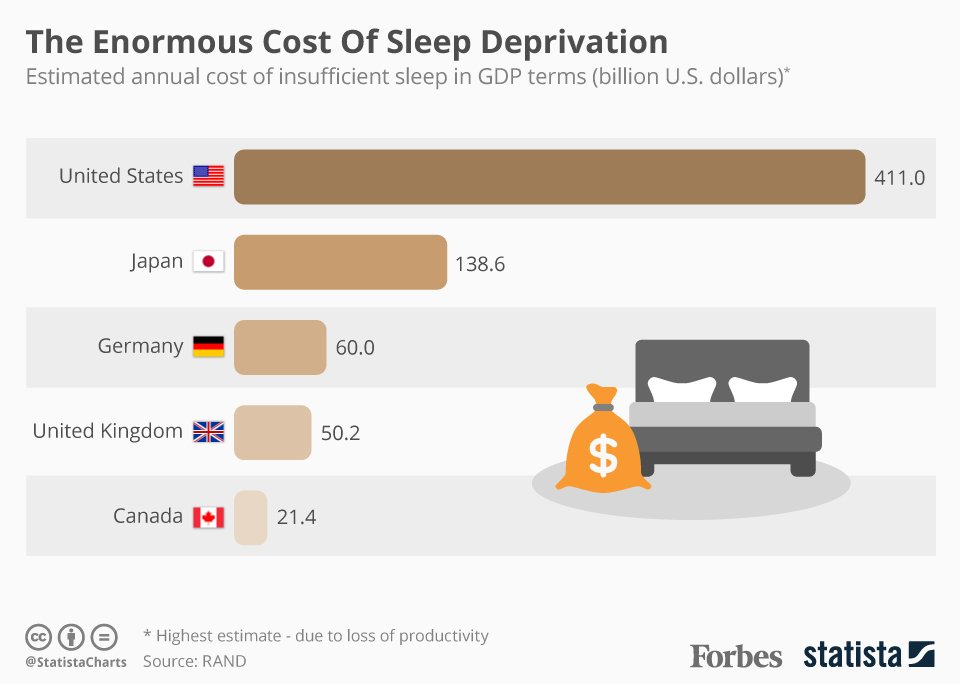 The Enormous Cost Of Sleep Deprivation
Estimated annual cost of insufficient sleep in GDP terms (billion U.S. dollars)*
United States 411.0
Japan 138.6
Germany 60.0
United Kingdom 50.2
Canada 21.4
$
cc
=
@StatistaCharts
* Highest estimate - due to loss of productivity
Source: RAND
Forbes statista